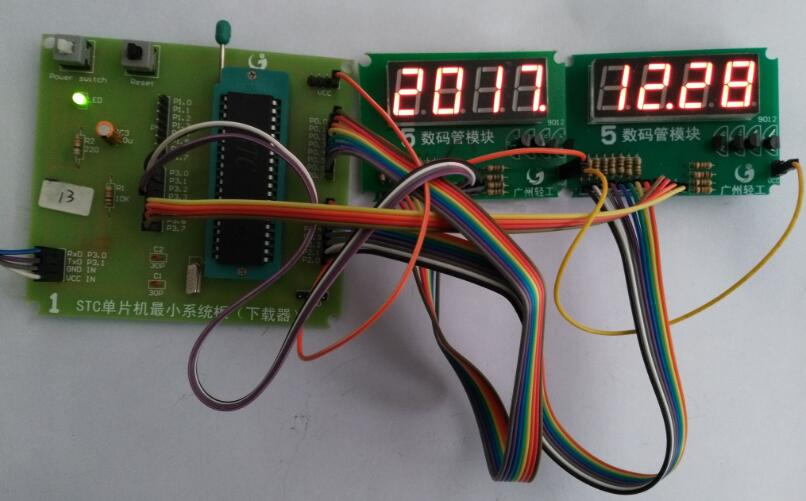 Power switch
Reset
LED
VCC
P1.0
P1.1
P1.2
R2
220
R1
10K
13
P3.0
P3.1
P3.2
P3.3
P3.7
RxD P3.0
TxD P3.1
GND IN
VCC IN
C2
30P
C1
30P
1 STC单片机最小系统板（下载器）
P0.0
2017.
9012
5 数码管模块
广州轻工
12.28
9012
5 数码管模块
广州轻工